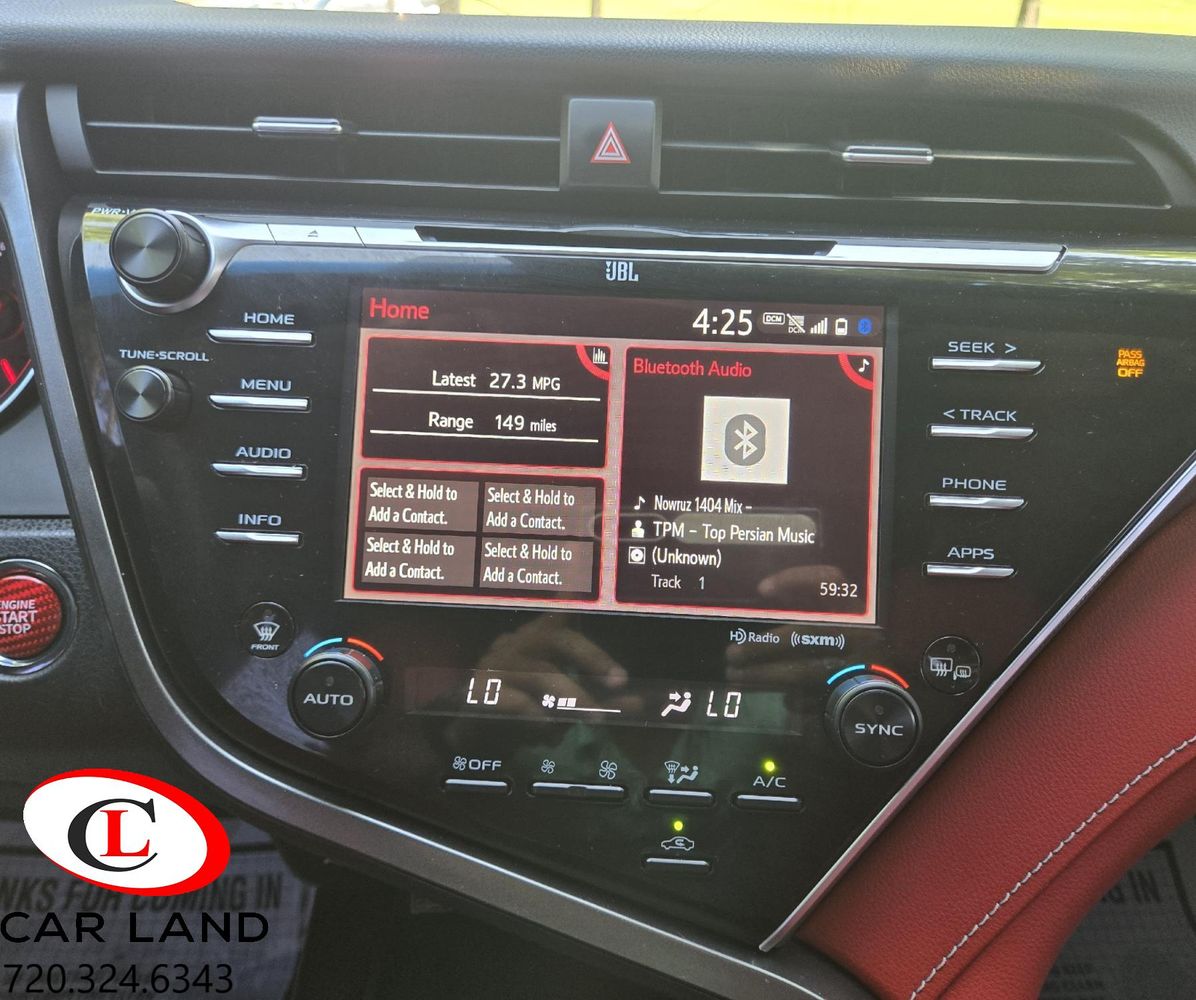 JBL
Home
4:25
DCM
DCM
HOME
TUNE•SCROLL
MENU
AUDIO
INFO
Latest 27.3 MPG
Range 149 miles
Select & Hold to
Add a Contact.
Select & Hold to
Add a Contact.
Select & Hold to
Add a Contact.
Select & Hold to
Add a Contact.
Bluetooth Audio
Nowruz 1404 Mix –
TPM – Top Persian Music
(Unknown)
Track 1
59:32
SEEK >
< TRACK
PHONE
APPS
PASS
AIRBAG
OFF
ENGINE
START
STOP
HD Radio
((SXM))
FRONT
AUTO
LO
LO
SYNC
OFF
A/C
CL
CAR LAND
720.324.6343
FOR COMING IN